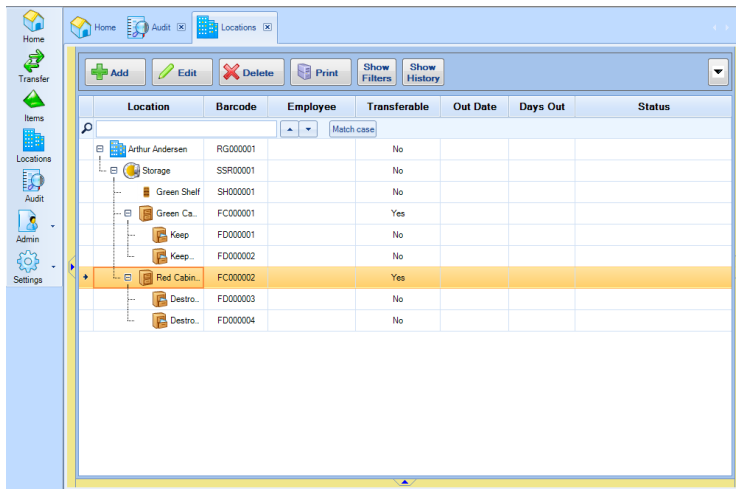 Home
Transfer
Items
Locations
Audit
Admin
Settings
Home Audit Locations
Add Edit Delete Print Show Filters Show History
Location Barcode Employee Transferable Out Date Days Out Status
Match case
Arthur Andersen RG000001 No
Storage SSR00001 No
Green Shelf SH000001 No
Green Ca... FC000001 Yes
Keep FD000001 No
Keep... FD000002 No
Red Cabin... FC000002 Yes
Destro... FD000003 No
Destro... FD000004 No